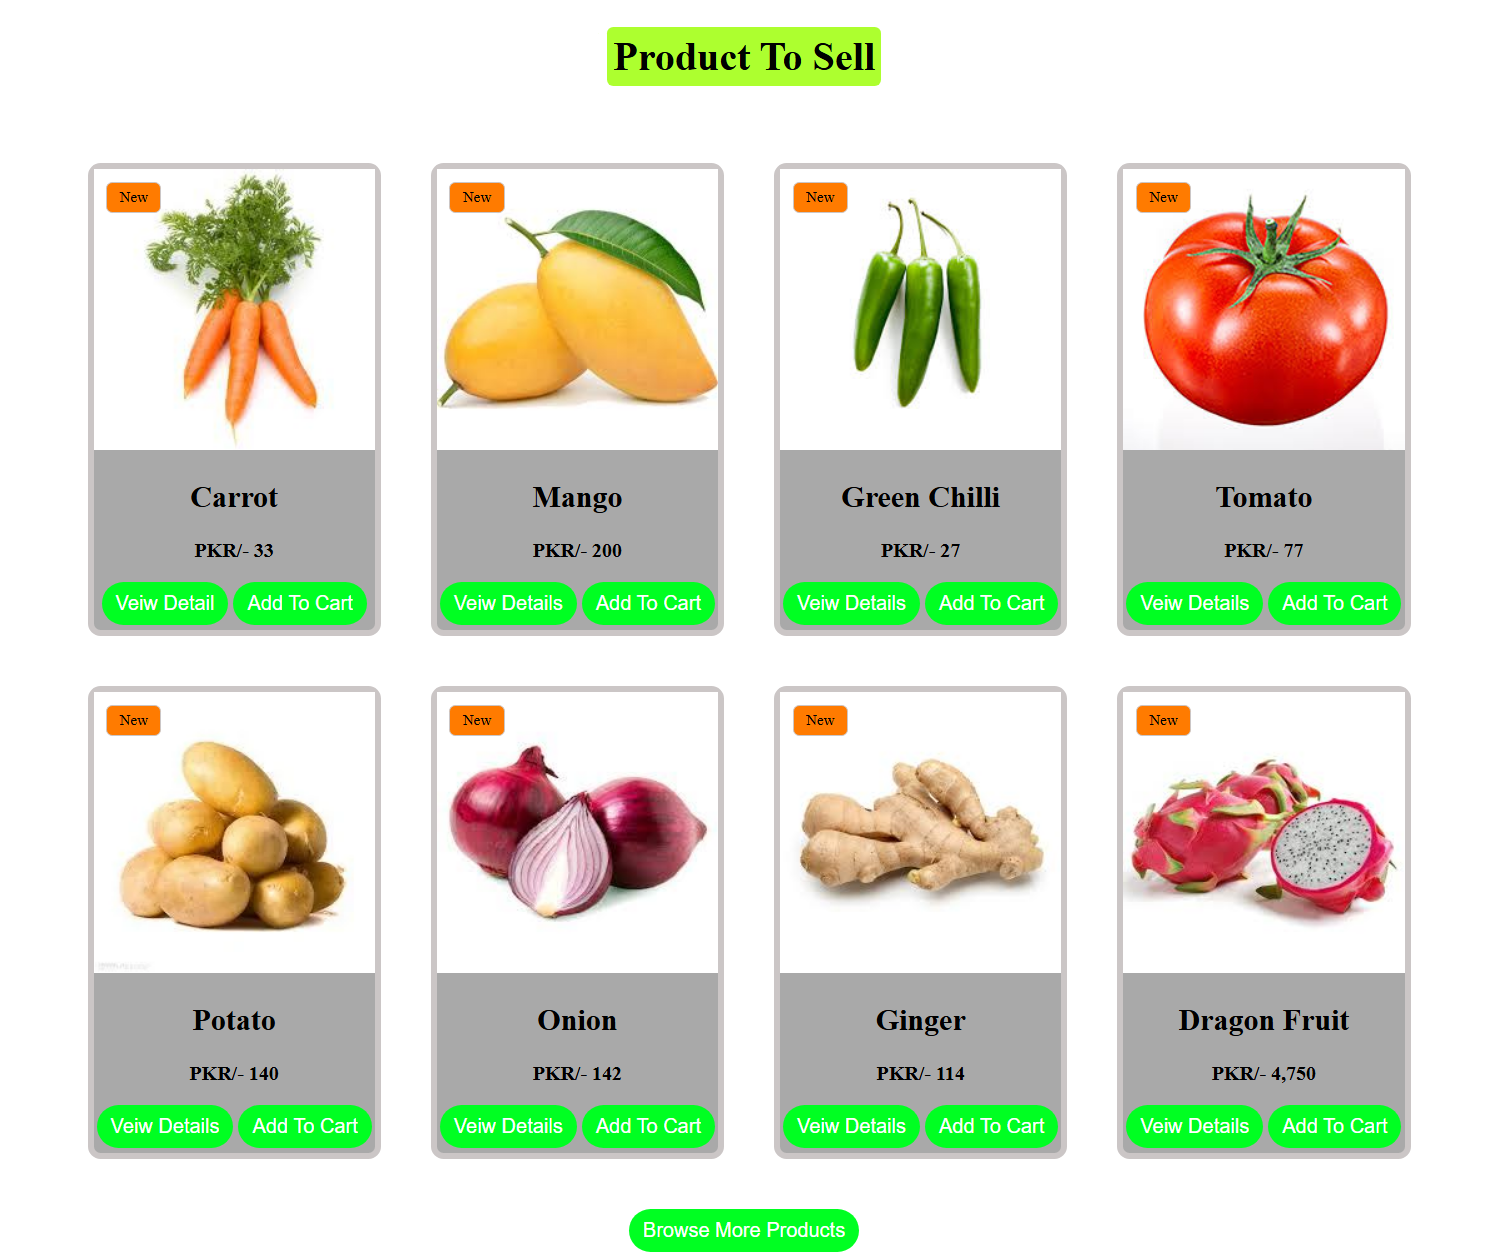 Product To Sell
New
New
New
New
Carrot
Mango
Green Chilli
Tomato
PKR/- 33
PKR/- 200
PKR/- 27
PKR/- 77
Veiw Detail
Add To Cart
Veiw Details
Add To Cart
Veiw Details
Add To Cart
Veiw Details
Add To Cart
New
New
New
New
Potato
Onion
Ginger
Dragon Fruit
PKR/- 140
PKR/- 142
PKR/- 114
PKR/- 4,750
Veiw Details
Add To Cart
Veiw Details
Add To Cart
Veiw Details
Add To Cart
Veiw Details
Add To Cart
Browse More Products